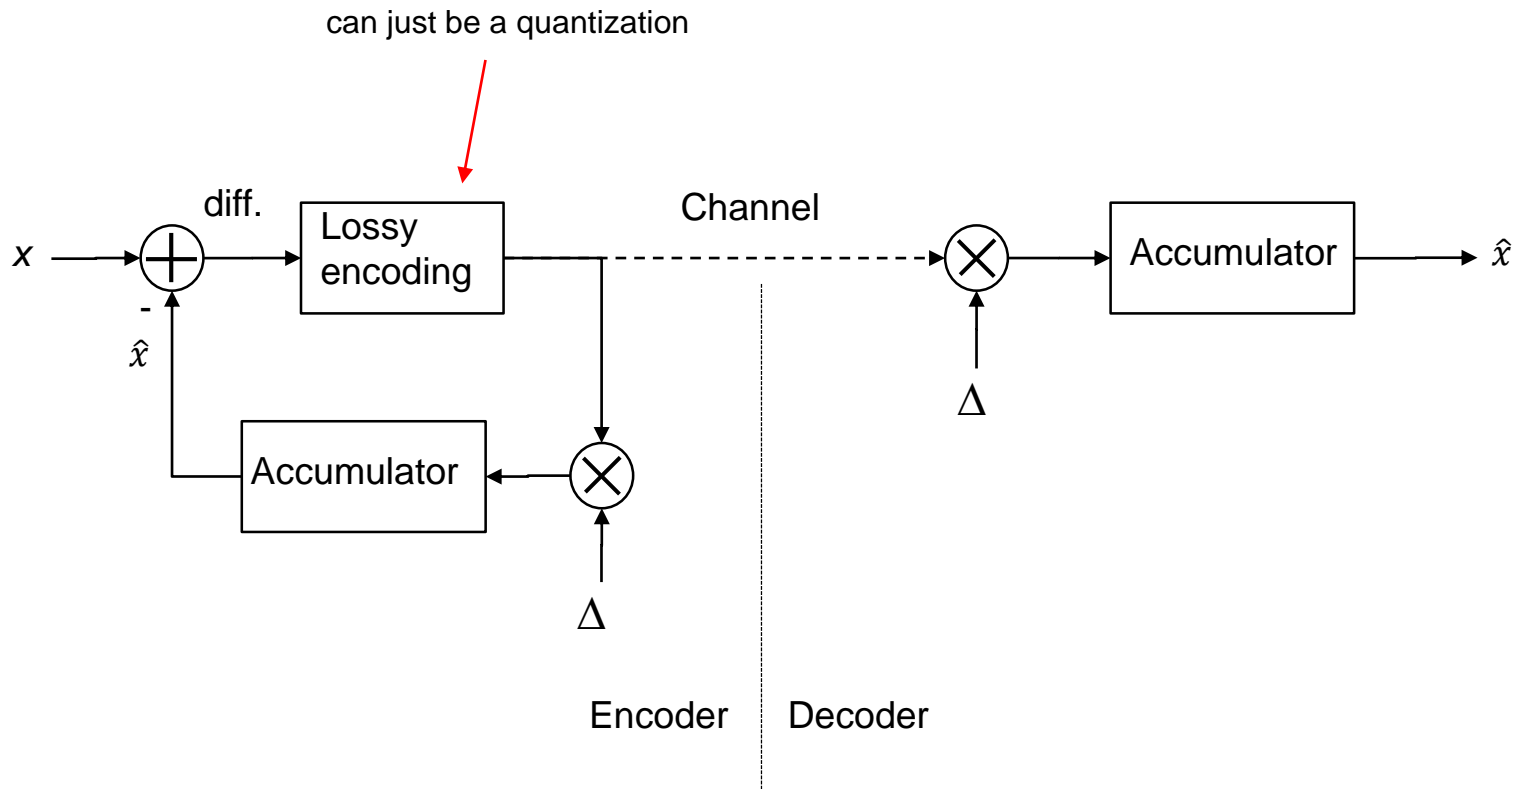 can just be a quantization
diff.
Lossy
encoding
Channel
Accumulator
x
x̂
-
x̂
Δ
Accumulator
Δ
Encoder
Decoder